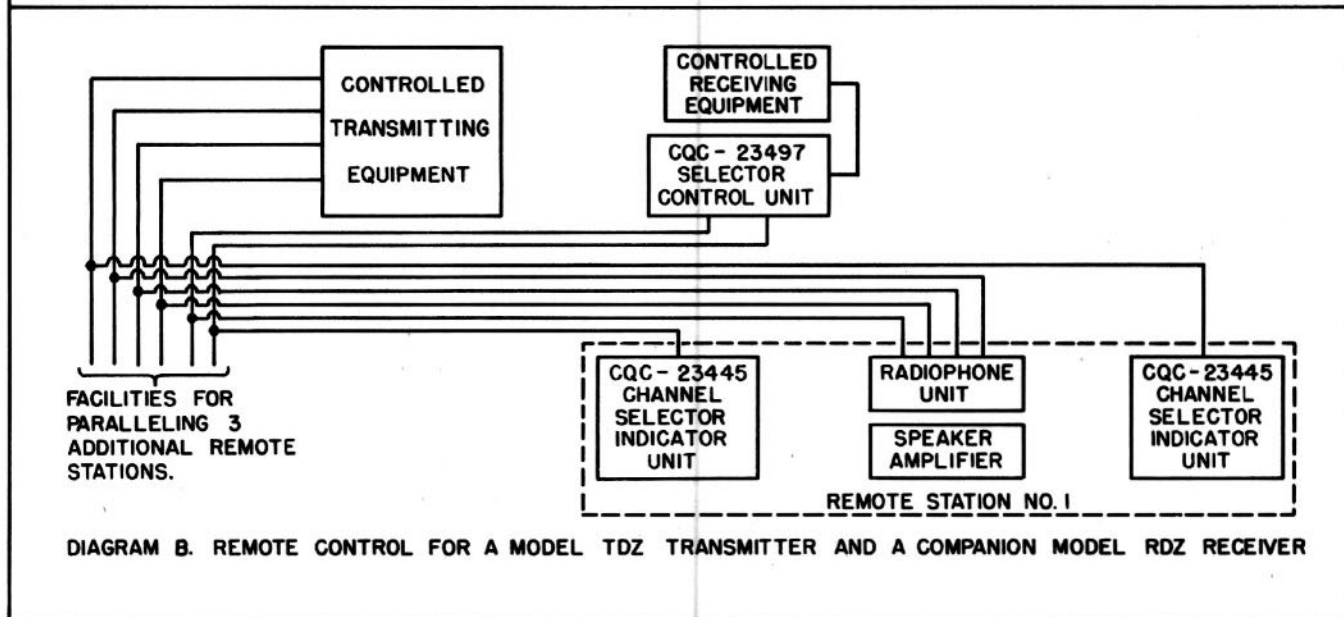 CONTROLLED
TRANSMITTING
EQUIPMENT
CONTROLLED
RECEIVING
EQUIPMENT
CQC - 23497
SELECTOR
CONTROL UNIT
FACILITIES FOR
PARALLELING 3
ADDITIONAL REMOTE
STATIONS.
CQC - 23445
CHANNEL
SELECTOR
INDICATOR
UNIT
RADIOPHONE
UNIT
SPEAKER
AMPLIFIER
CQC - 23445
CHANNEL
SELECTOR
INDICATOR
UNIT
REMOTE STATION NO. 1
DIAGRAM B. REMOTE CONTROL FOR A MODEL TDZ TRANSMITTER AND A COMPANION MODEL RDZ RECEIVER